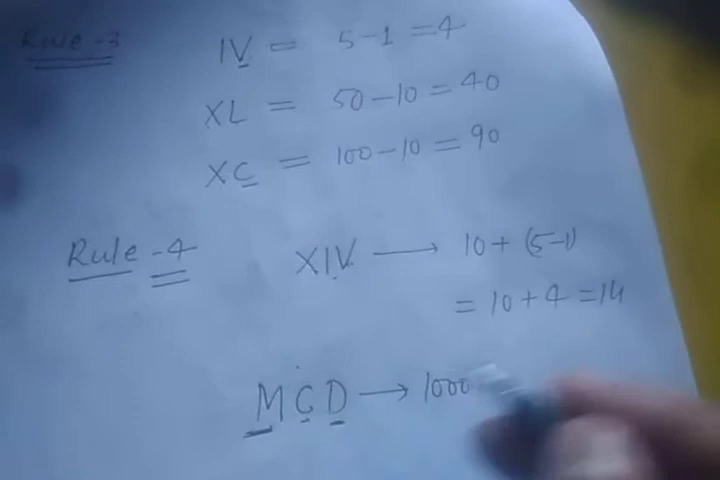 Rule-3 IV = 5-1 = 4
XL = 50-10 = 40
XC = 100-10 = 90
Rule-4 XIV → 10+(5-1)
= 10+4 = 14
MCD → 1000